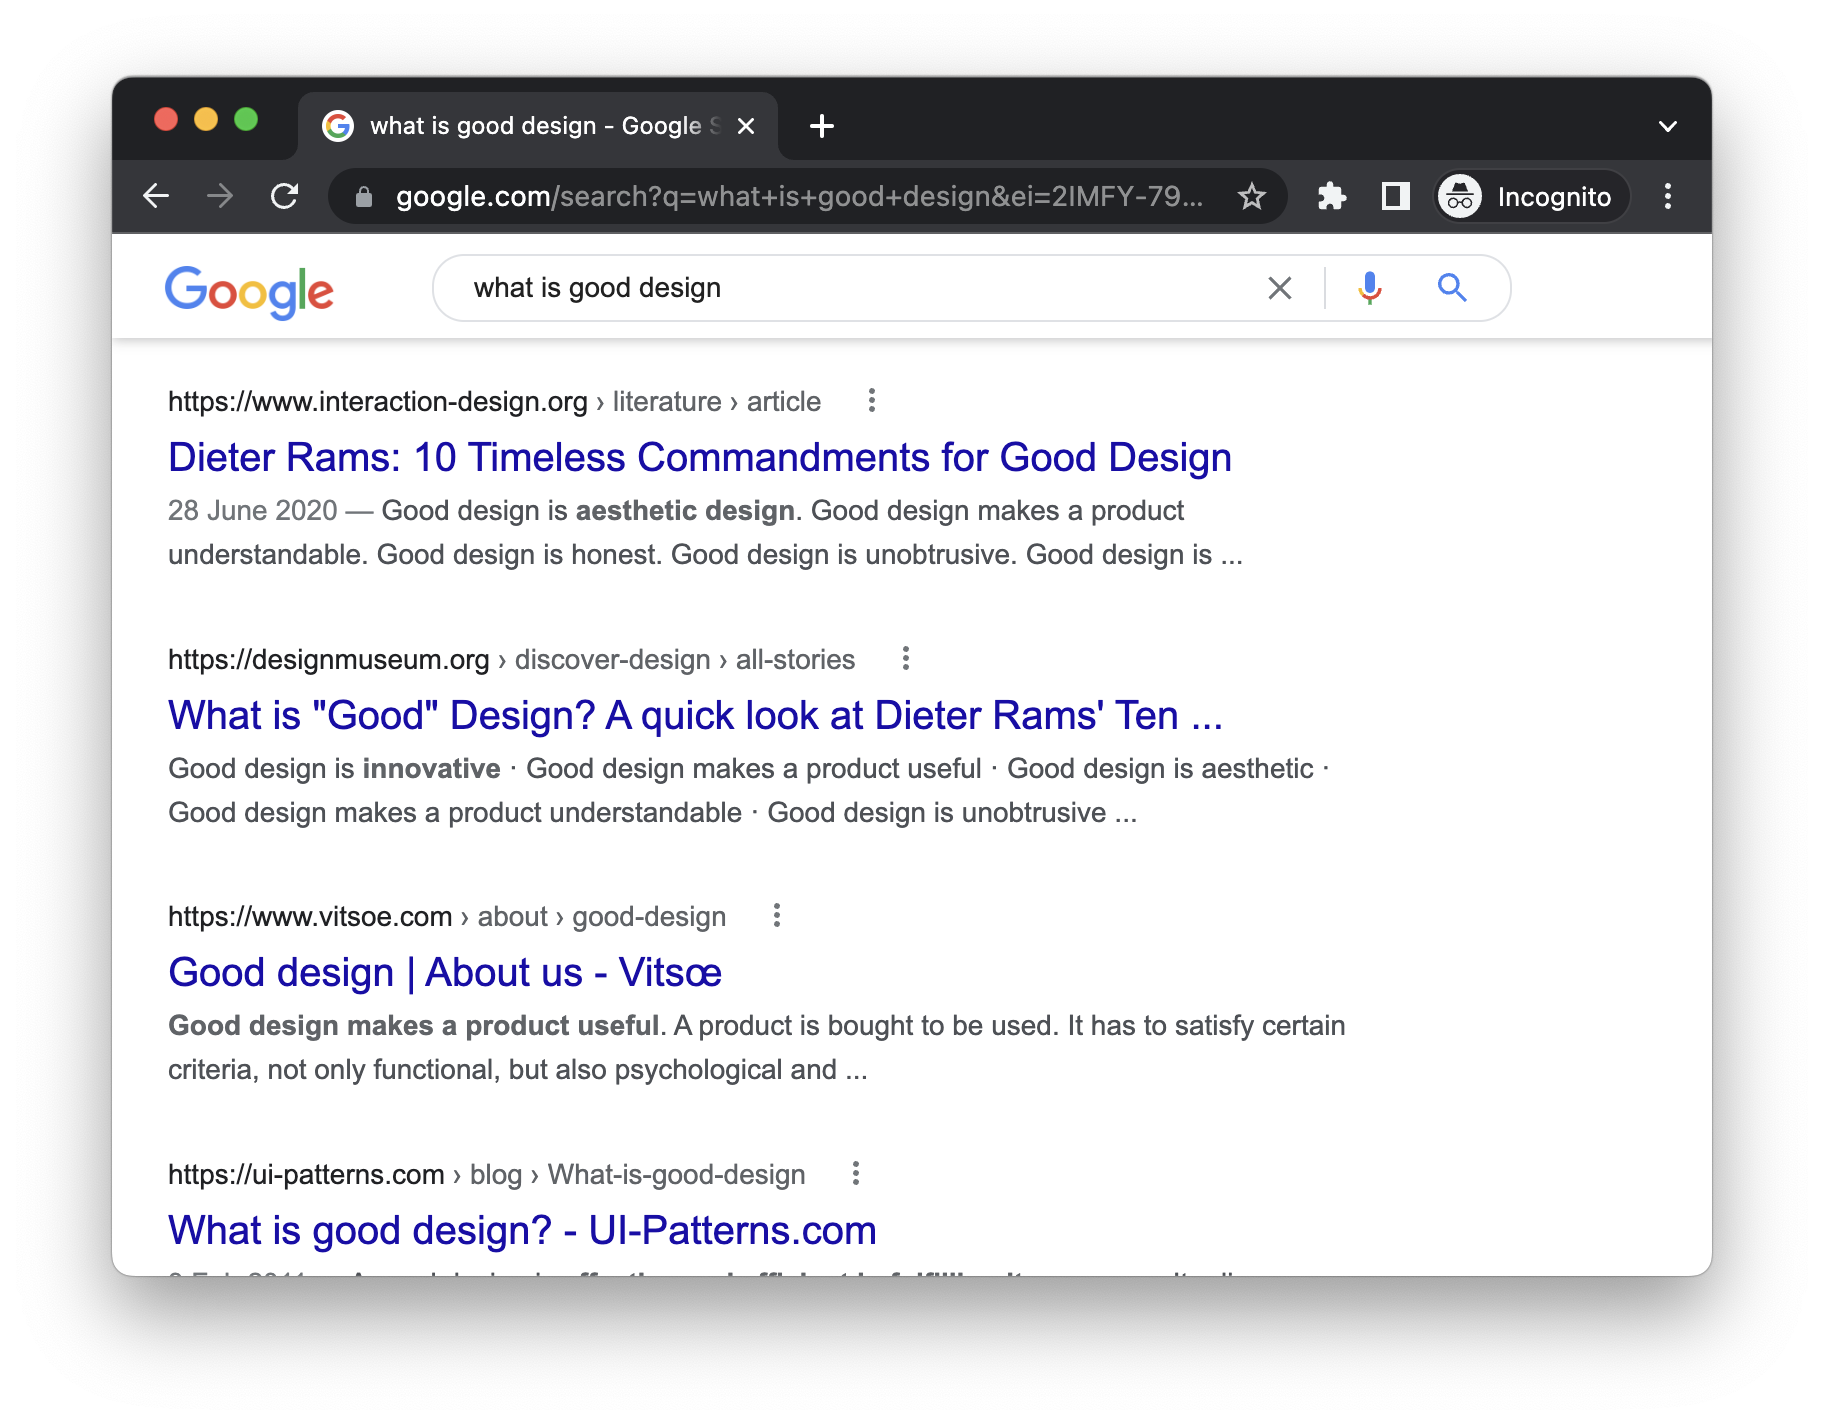 what is good design - Google
google.com/search?q=what+is+good+design&ei=2IMFY-79...
Incognito
Google
what is good design
https://www.interaction-design.org › literature › article
Dieter Rams: 10 Timeless Commandments for Good Design
28 June 2020 — Good design is aesthetic design. Good design makes a product
understandable. Good design is honest. Good design is unobtrusive. Good design is ...
https://designmuseum.org › discover-design › all-stories
What is "Good" Design? A quick look at Dieter Rams' Ten ...
Good design is innovative · Good design makes a product useful · Good design is aesthetic ·
Good design makes a product understandable · Good design is unobtrusive ...
https://www.vitsoe.com › about › good-design
Good design | About us - Vitsœ
Good design makes a product useful. A product is bought to be used. It has to satisfy certain
criteria, not only functional, but also psychological and ...
https://ui-patterns.com › blog › What-is-good-design
What is good design? - UI-Patterns.com